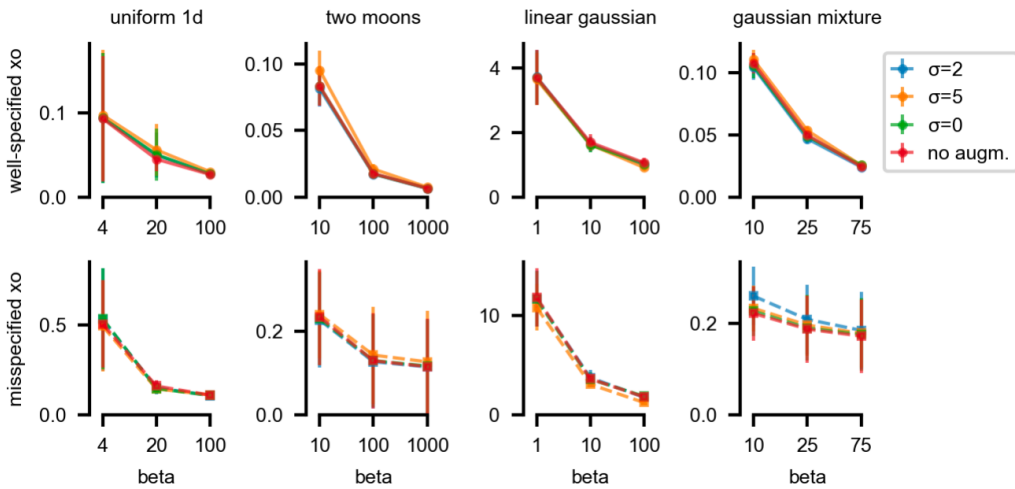 uniform 1d two moons linear gaussian gaussian mixture
well-specified xo
0.1
0.0
4 20 100
0.10
0.05
0.00
10 100 1000
4
2
0
1 10 100
0.10
0.05
0.00
10 25 75
σ=2
σ=5
σ=0
no augm.
misspecified xo
0.5
0.0
4 20 100
beta
0.2
0.0
10 100 1000
beta
10
0
1 10 100
beta
0.2
0.0
10 25 75
beta